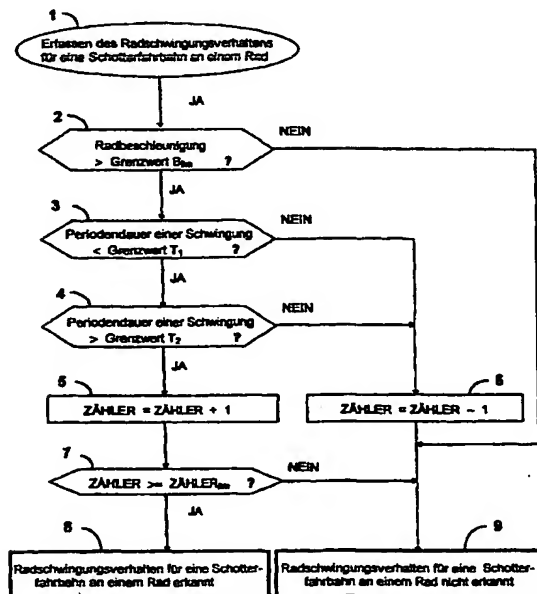 1
Erfassen des Radschwingungsverhaltens
für eine Schotterfahrbahn an einem Rad
JA
2
NEIN
Radbeschleunigung
> Grenzwert B
?
JA
3
NEIN
Periodendauer einer Schwingung
< Grenzwert T1 ?
JA
4
NEIN
Periodendauer einer Schwingung
> Grenzwert T2 ?
JA
5
6
ZÄHLER = ZÄHLER + 1
ZÄHLER = ZÄHLER - 1
7
NEIN
ZÄHLER >= ZÄHLER ?
JA
8
9
Radschwingungsverhalten für eine Schotter-
fahrbahn an einem Rad erkannt
Radschwingungsverhalten für eine Schotter-
fahrbahn an einem Rad nicht erkannt